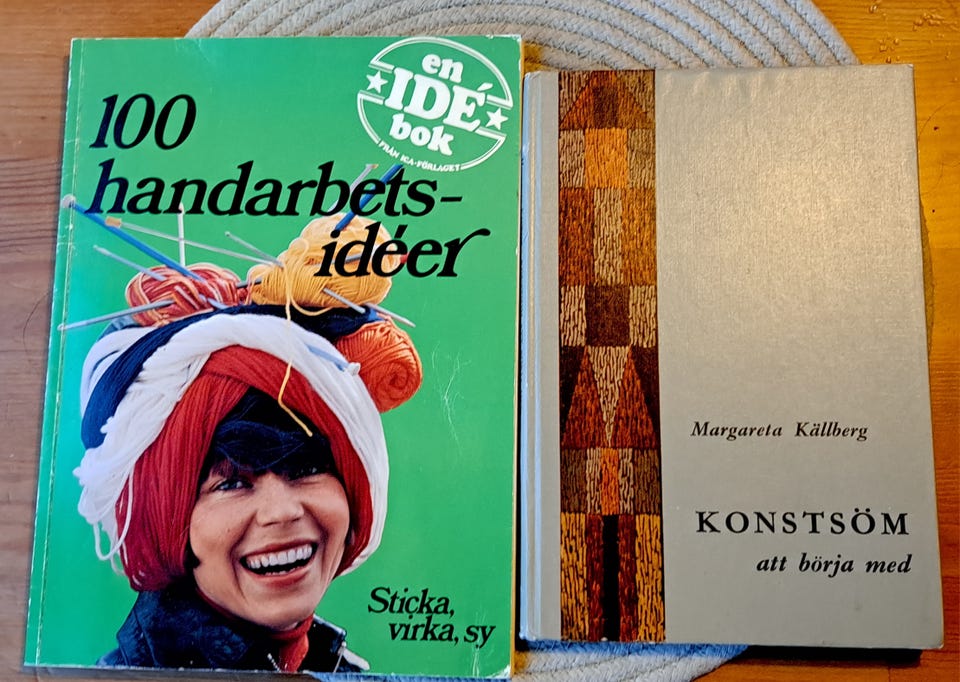 en
IDÉ
bok
FRÅN ICA-FÖRLAGET
100
handarbets-
idéer
Sticka,
virka, sy
Margareta Källberg
KONSTSÖM
att börja med